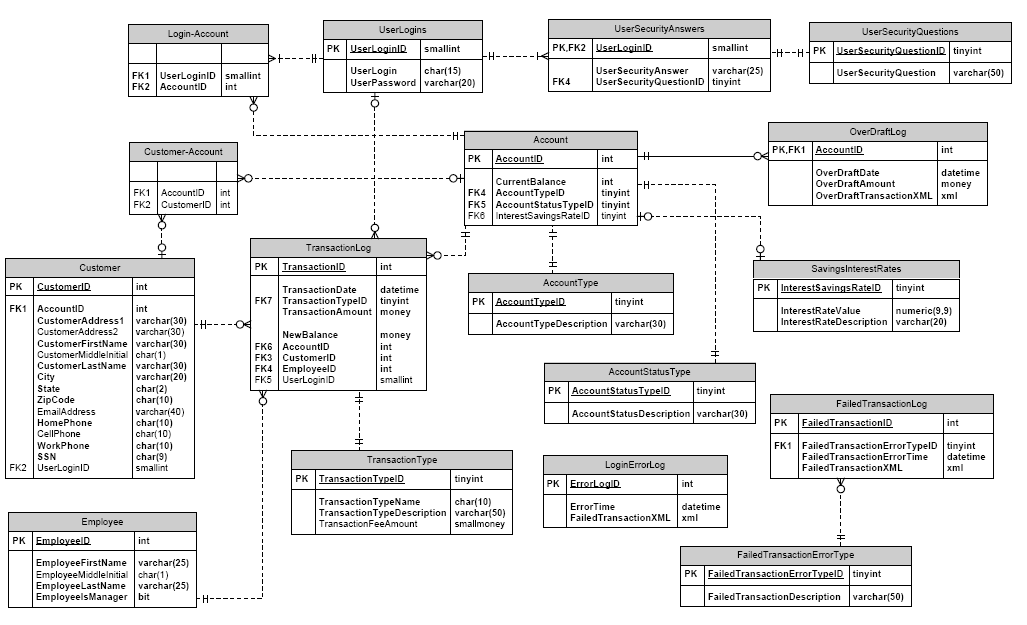 Login-Account
FK1 UserLoginID smallint
FK2 AccountID int
UserLogins
PK UserLoginID smallint
UserLogin char(15)
UserPassword varchar(20)
UserSecurityAnswers
PK,FK2 UserLoginID smallint
UserSecurityAnswer varchar(25)
FK4 UserSecurityQuestionID tinyint
UserSecurityQuestions
PK UserSecurityQuestionID tinyint
UserSecurityQuestion varchar(50)
Customer-Account
FK1 AccountID int
FK2 CustomerID int
Account
PK AccountID int
CurrentBalance int
FK4 AccountTypeID tinyint
FK5 AccountStatusTypeID tinyint
FK6 InterestSavingsRateID tinyint
OverDraftLog
PK,FK1 AccountID int
OverDraftDate datetime
OverDraftAmount money
OverDraftTransactionXML xml
Customer
PK CustomerID int
FK1 AccountID int
CustomerAddress1 varchar(30)
CustomerAddress2 varchar(30)
CustomerFirstName varchar(30)
CustomerMiddleInitial char(1)
CustomerLastName varchar(30)
City varchar(20)
State char(2)
ZipCode char(10)
EmailAddress varchar(40)
HomePhone char(10)
CellPhone char(10)
WorkPhone char(10)
SSN char(9)
FK2 UserLoginID smallint
TransactionLog
PK TransactionID int
TransactionDate datetime
FK7 TransactionTypeID tinyint
TransactionAmount money
NewBalance money
FK6 AccountID int
FK3 CustomerID int
FK4 EmployeeID int
FK5 UserLoginID smallint
AccountType
PK AccountTypeID tinyint
AccountTypeDescription varchar(30)
SavingsInterestRates
PK InterestSavingsRateID tinyint
InterestRateValue numeric(9,9)
InterestRateDescription varchar(20)
AccountStatusType
PK AccountStatusTypeID tinyint
AccountStatusDescription varchar(30)
FailedTransactionLog
PK FailedTransactionID int
FK1 FailedTransactionErrorTypeID tinyint
FailedTransactionErrorTime datetime
FailedTransactionXML xml
TransactionType
PK TransactionTypeID tinyint
TransactionTypeName char(10)
TransactionTypeDescription varchar(50)
TransactionFeeAmount smallmoney
LoginErrorLog
PK ErrorLogID int
ErrorTime datetime
FailedTransactionXML xml
Employee
PK EmployeeID int
EmployeeFirstName varchar(25)
EmployeeMiddleInitial char(1)
EmployeeLastName varchar(25)
EmployeeIsManager bit
FailedTransactionErrorType
PK FailedTransactionErrorTypeID tinyint
FailedTransactionDescription varchar(50)